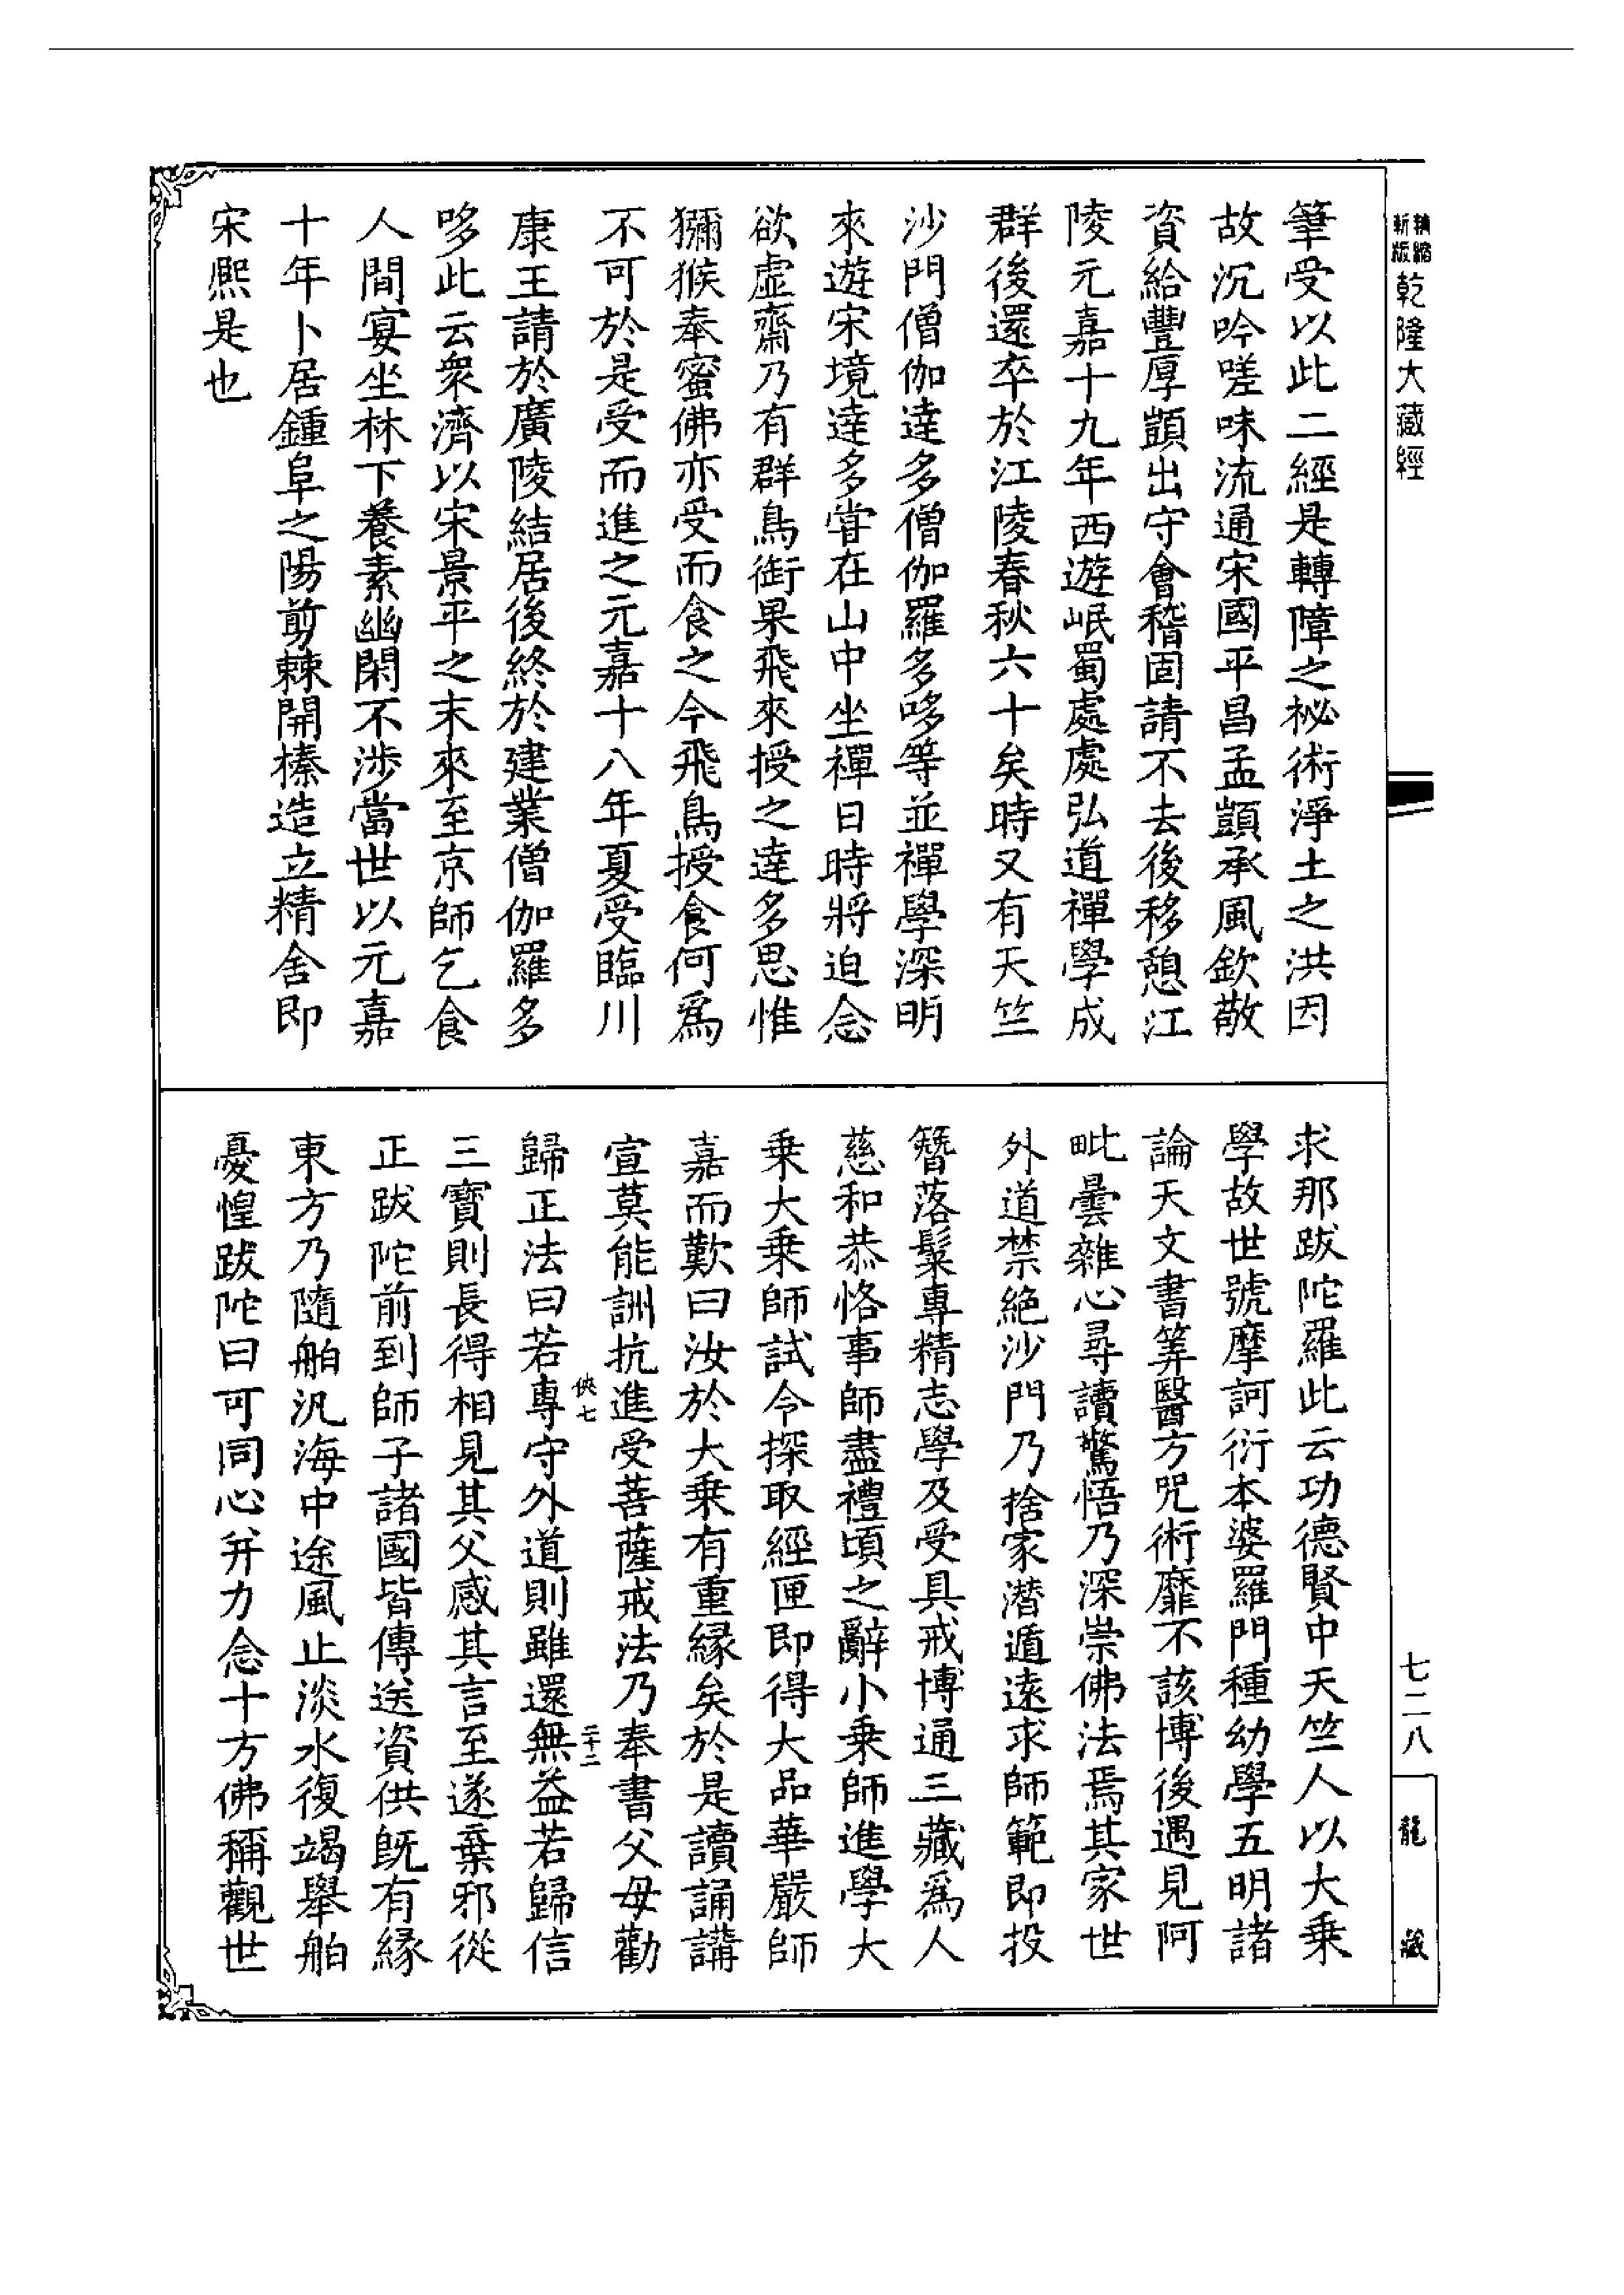 精縮新版乾隆大藏經
筆受以此二經是轉障之祕術淨土之洪因
故沉吟嗟味流通宋國平昌孟顗承風欽敬
資給豐厚顗出守會稽固請不去後移憩江
陵元嘉十九年西遊岷蜀處處弘道禪學成
群後還卒於江陵春秋六十矣時又有天竺
沙門僧伽達多僧伽羅多哆等並禪學深明
來遊宋境達多甞在山中坐禪日時將迫念
欲虛齋乃有群鳥銜果飛來授之達多思惟
獼猴奉蜜佛亦受而食之今飛鳥授食何爲
不可於是受而進之元嘉十八年夏受臨川
康王請於廣陵結居後終於建業僧伽羅多
哆此云衆濟以宋景平之末來至京師乞食
人間宴坐林下養素幽閑不涉當世以元嘉
十年卜居鍾阜之陽剪棘開榛造立精舍即
宋熈是也
求那跋陀羅此云功德賢中天竺人以大乗
學故世號摩訶衍本婆羅門種幼學五明諸
論天文書筭醫方咒術靡不該博後遇見阿
毗曇雜心尋讀驚悟乃深崇佛法焉其家世
外道禁絶沙門乃捨家潜遁遠求師範即投
簪落髮專精志學及受具戒博通三藏爲人
慈和恭恪事師盡禮頃之辭小乗師進學大
乗大乗師試令探取經匣即得大品華嚴師
嘉而歎曰汝於大乗有重縁矣於是讀誦講
宣莫能詶抗進受菩薩戒法乃奉書父母勸
俠七
二十二
歸正法曰若專守外道則雖還無益若歸信
三寶則長得相見其父感其言至遂棄邪從
正跋陀前到師子諸國皆傳送資供旣有縁
東方乃隨舶汎海中途風止淡水復竭舉舶
憂惶跋陀曰可同心幷力念十方佛稱觀世
七二八
龍藏